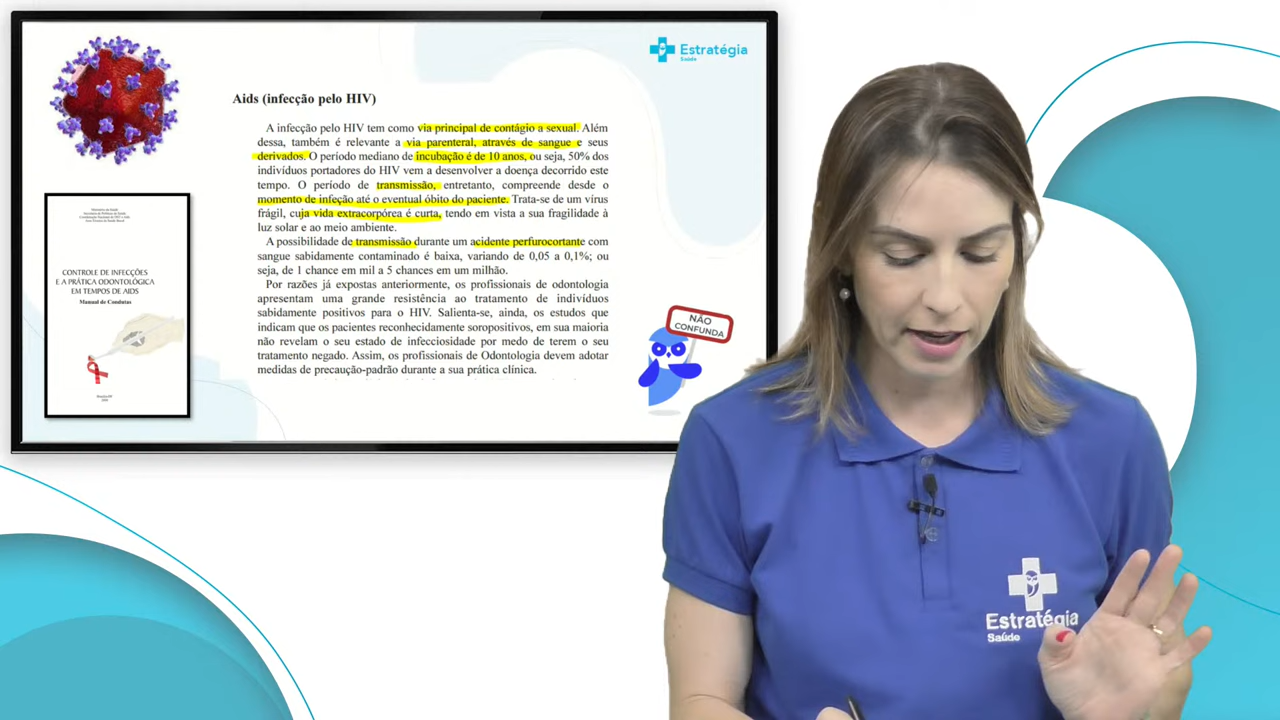 Estratégia
Saúde
Aids (infecção pelo HIV)
A infecção pelo HIV tem como via principal de contágio a sexual. Além
dessa, também é relevante a via parenteral, através de sangue e seus
derivados. O período mediano de incubação é de 10 anos, ou seja, 50% dos
indivíduos portadores do HIV vem a desenvolver a doença decorrido este
tempo. O período de transmissão, entretanto, compreende desde o
momento de infeção até o eventual óbito do paciente. Trata-se de um vírus
frágil, cuja vida extracorpórea é curta, tendo em vista a sua fragilidade à
luz solar e ao meio ambiente.
A possibilidade de transmissão durante um acidente perfurocortante com
sangue sabidamente contaminado é baixa, variando de 0,05 a 0,1%; ou
seja, de 1 chance em mil a 5 chances em um milhão.
Por razões já expostas anteriormente, os profissionais de odontologia
apresentam uma grande resistência ao tratamento de indivíduos
sabidamente positivos para o HIV. Salienta-se, ainda, os estudos que
indicam que os pacientes reconhecidamente soropositivos, em sua maioria
não revelam o seu estado de infecciosidade por medo de terem o seu
tratamento negado. Assim, os profissionais de Odontologia devem adotar
medidas de precaução-padrão durante a sua prática clínica.
CONTROLE DE INFECÇÕES
E A PRÁTICA ODONTOLÓGICA
EM TEMPOS DE AIDS
Manual de Condutas
NÃO
CONFUNDA
Estratégia
Saúde